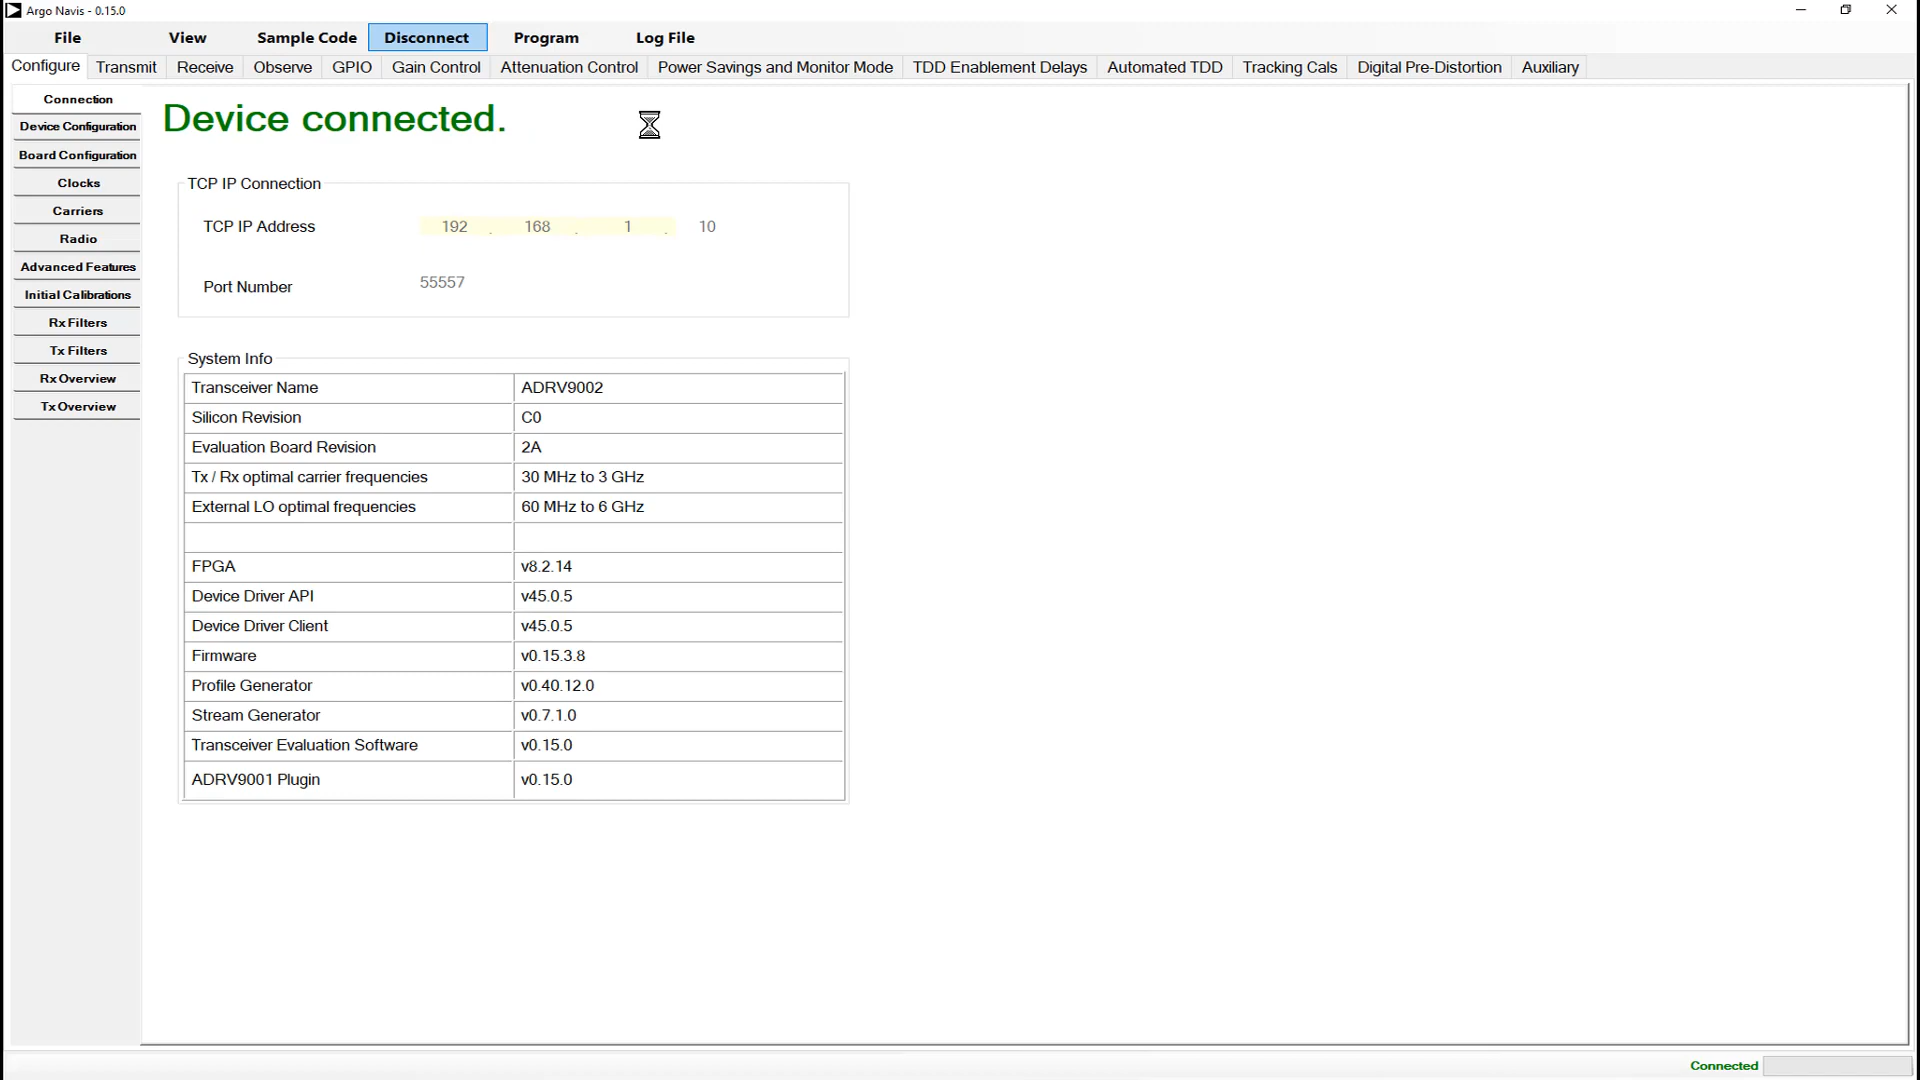 Argo Navis - 0.15.0
File View Sample Code Disconnect Program Log File
Configure Transmit Receive Observe GPIO Gain Control Attenuation Control Power Savings and Monitor Mode TDD Enablement Delays Automated TDD Tracking Cals Digital Pre-Distortion Auxiliary
Connection
Device Configuration
Board Configuration
Clocks
Carriers
Radio
Advanced Features
Initial Calibrations
Rx Filters
Tx Filters
Rx Overview
Tx Overview
Device connected.
TCP IP Connection
TCP IP Address 192 . 168 . 1 . 10
Port Number 55557
System Info
Transceiver Name ADRV9002
Silicon Revision C0
Evaluation Board Revision 2A
Tx / Rx optimal carrier frequencies 30 MHz to 3 GHz
External LO optimal frequencies 60 MHz to 6 GHz
FPGA v8.2.14
Device Driver API v45.0.5
Device Driver Client v45.0.5
Firmware v0.15.3.8
Profile Generator v0.40.12.0
Stream Generator v0.7.1.0
Transceiver Evaluation Software v0.15.0
ADRV9001 Plugin v0.15.0
Connected